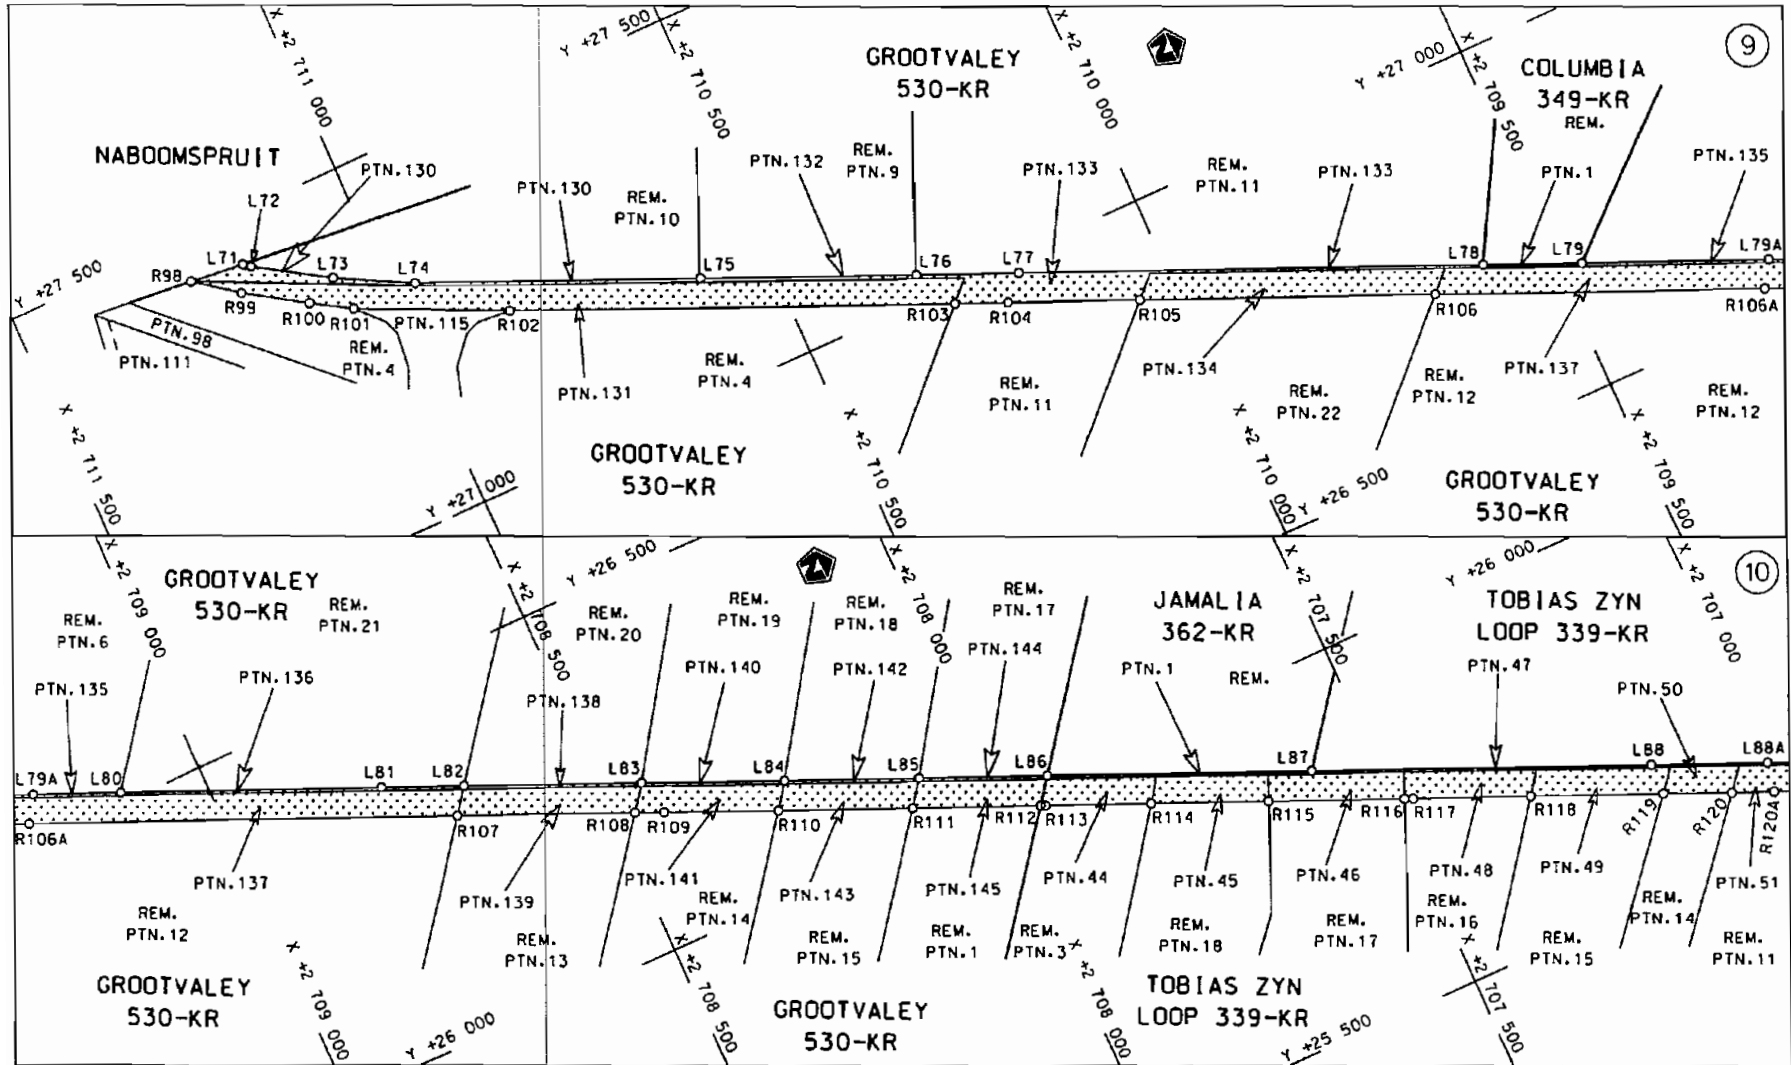 X +2 711 000
Y +27 500
X +2 710 500
GROOTVALEY
530-KR
X +2 710 000
Y +27 000
X +2 709 500
COLUMBIA
349-KR
REM.
9
NABOOMSPRUIT
PTN.130
L72
PTN.130
REM.
PTN.10
PTN.132
REM.
PTN.9
PTN.133
REM.
PTN.11
PTN.133
PTN.1
PTN.135
R98
L71
L73
L74
L75
L76
L77
L78
L79
L79A
Y +27 500
R99
R100
R101
PTN.115
R102
R103
R104
R105
R106
R106A
PTN.98
PTN.111
REM.
PTN.4
PTN.131
REM.
PTN.4
REM.
PTN.11
PTN.134
REM.
PTN.22
REM.
PTN.12
PTN.137
REM.
PTN.12
X +2 711 500
Y +27 000
GROOTVALEY
530-KR
X +2 710 500
X +2 710 000
Y +26 500
GROOTVALEY
530-KR
X +2 709 500
X +2 709 000
GROOTVALEY
530-KR
X +2 708 500
Y +26 500
X +2 708 000
X +2 707 500
Y +26 000
X +2 707 000
10
REM.
PTN.6
REM.
PTN.21
REM.
PTN.20
REM.
PTN.19
REM.
PTN.18
REM.
PTN.17
JAMALIA
362-KR
REM.
TOBIAS ZYN
LOOP 339-KR
PTN.135
PTN.136
PTN.138
PTN.140
PTN.142
PTN.144
PTN.1
PTN.47
PTN.50
L79A
L80
L81
L82
L83
L84
L85
L86
L87
L88
L88A
R106A
R107
R108
R109
R110
R111
R112
R113
R114
R115
R116
R117
R118
R119
R120
R120A
PTN.137
PTN.139
PTN.141
PTN.143
PTN.145
PTN.44
PTN.45
PTN.46
PTN.48
PTN.49
PTN.51
REM.
PTN.12
REM.
PTN.13
REM.
PTN.14
REM.
PTN.15
REM.
PTN.1
REM.
PTN.3
REM.
PTN.18
REM.
PTN.17
REM.
PTN.16
REM.
PTN.15
REM.
PTN.14
REM.
PTN.11
GROOTVALEY
530-KR
X +2 709 000
Y +26 000
X +2 708 500
GROOTVALEY
530-KR
X +2 708 000
TOBIAS ZYN
LOOP 339-KR
Y +25 500
X +2 707 500